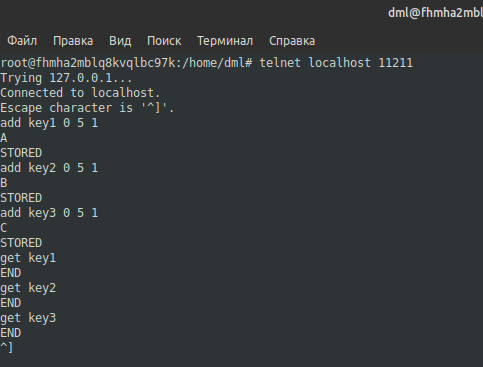 dml@fhmha2mbl
Файл Правка Вид Поиск Терминал Справка
root@fhmha2mblq8kvqlbc97k:/home/dml# telnet localhost 11211
Trying 127.0.0.1...
Connected to localhost.
Escape character is '^]'.
add key1 0 5 1
A
STORED
add key2 0 5 1
B
STORED
add key3 0 5 1
C
STORED
get key1
END
get key2
END
get key3
END
^]